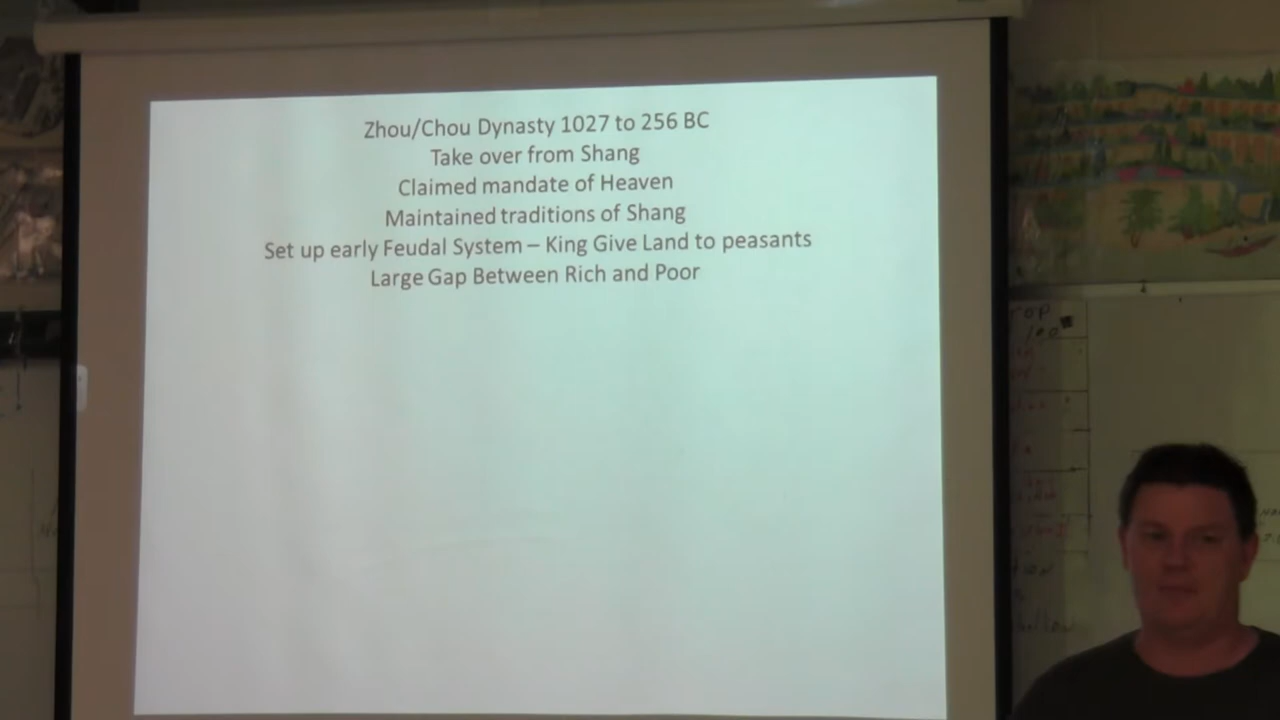 Zhou/Chou Dynasty 1027 to 256 BC
Take over from Shang
Claimed mandate of Heaven
Maintained traditions of Shang
Set up early Feudal System – King Give Land to peasants
Large Gap Between Rich and Poor